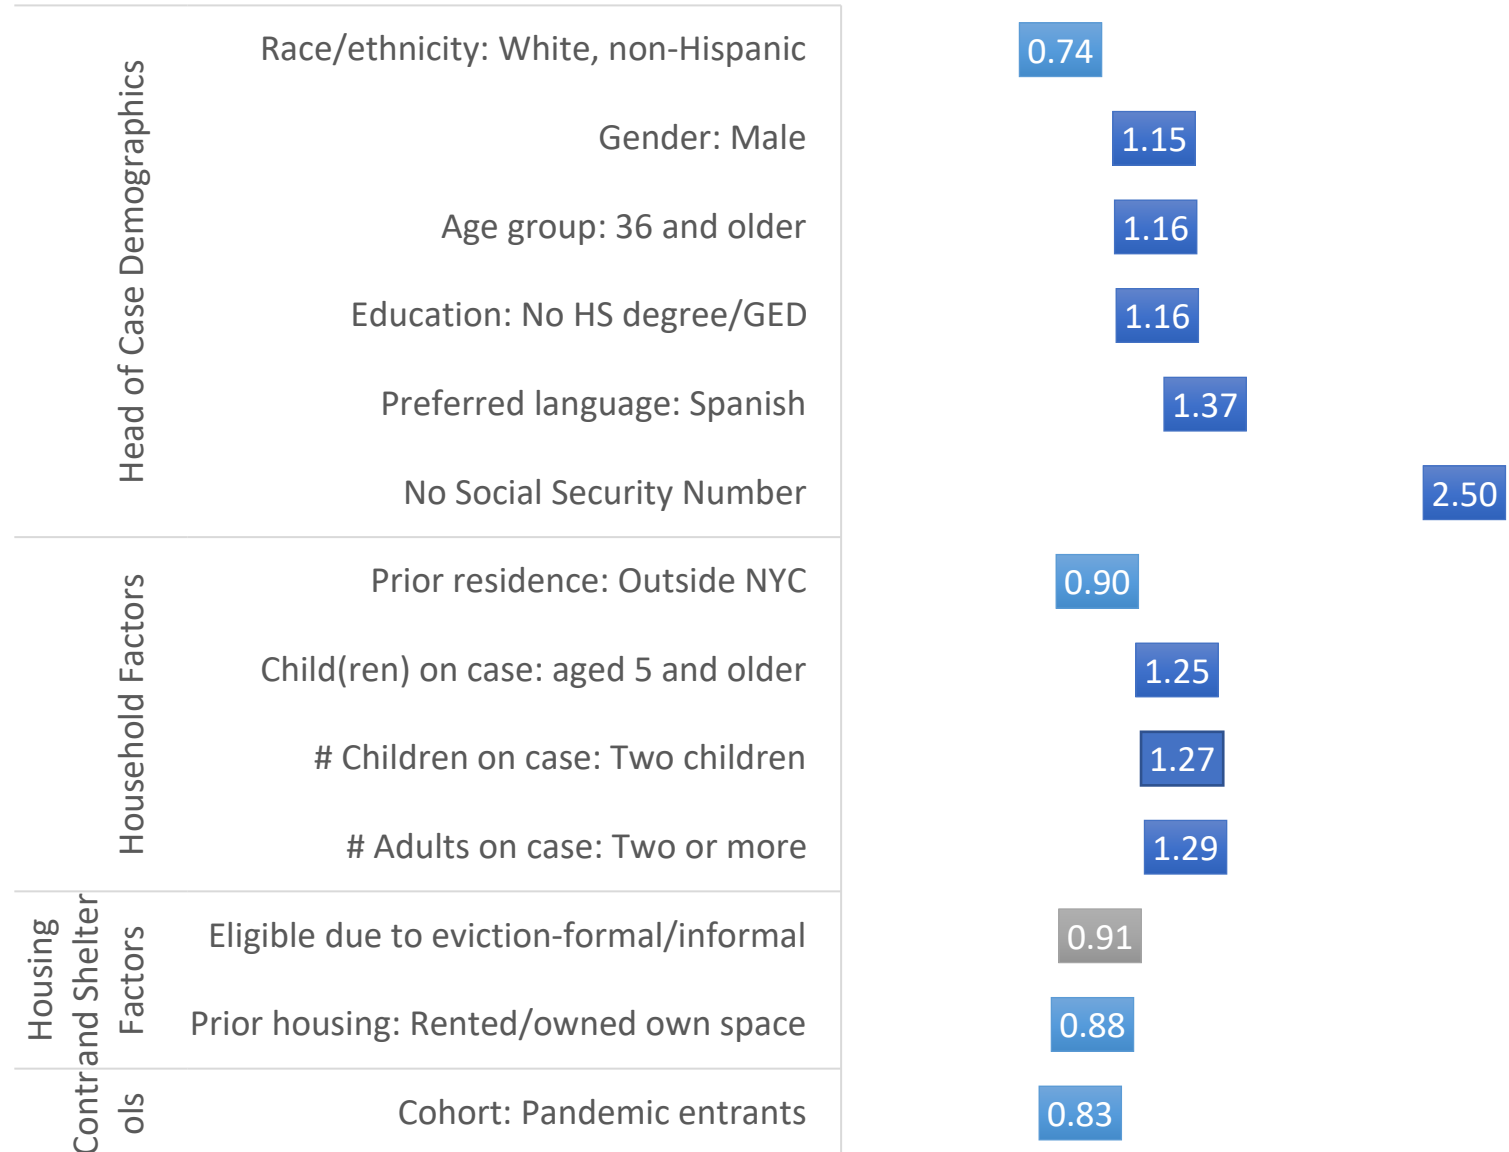 Head of Case Demographics
Race/ethnicity: White, non-Hispanic 0.74
Gender: Male 1.15
Age group: 36 and older 1.16
Education: No HS degree/GED 1.16
Preferred language: Spanish 1.37
No Social Security Number 2.50
Household Factors
Prior residence: Outside NYC 0.90
Child(ren) on case: aged 5 and older 1.25
# Children on case: Two children 1.27
# Adults on case: Two or more 1.29
Housing
and Shelter
Factors
Eligible due to eviction-formal/informal 0.91
Prior housing: Rented/owned own space 0.88
Contr
ols
Cohort: Pandemic entrants 0.83